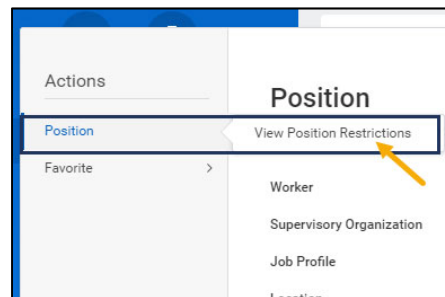 Actions
Position
Position
View Position Restrictions
Favorite
Worker
Supervisory Organization
Job Profile